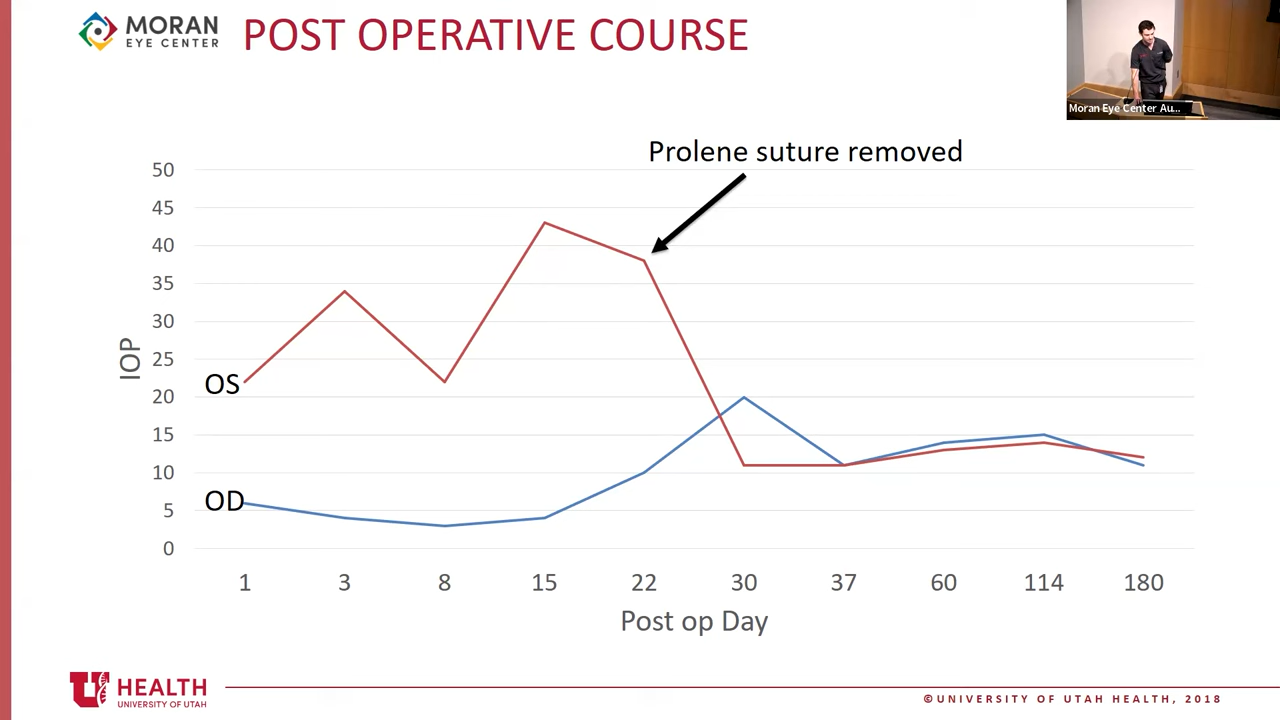 MORAN
EYE CENTER
POST OPERATIVE COURSE
Moran Eye Center Au...
Prolene suture removed
50
45
40
35
30
25
20
15
10
5
0
IOP
OS
OD
1 3 8 15 22 30 37 60 114 180
Post op Day
U HEALTH
UNIVERSITY OF UTAH
©UNIVERSITY OF UTAH HEALTH, 2018